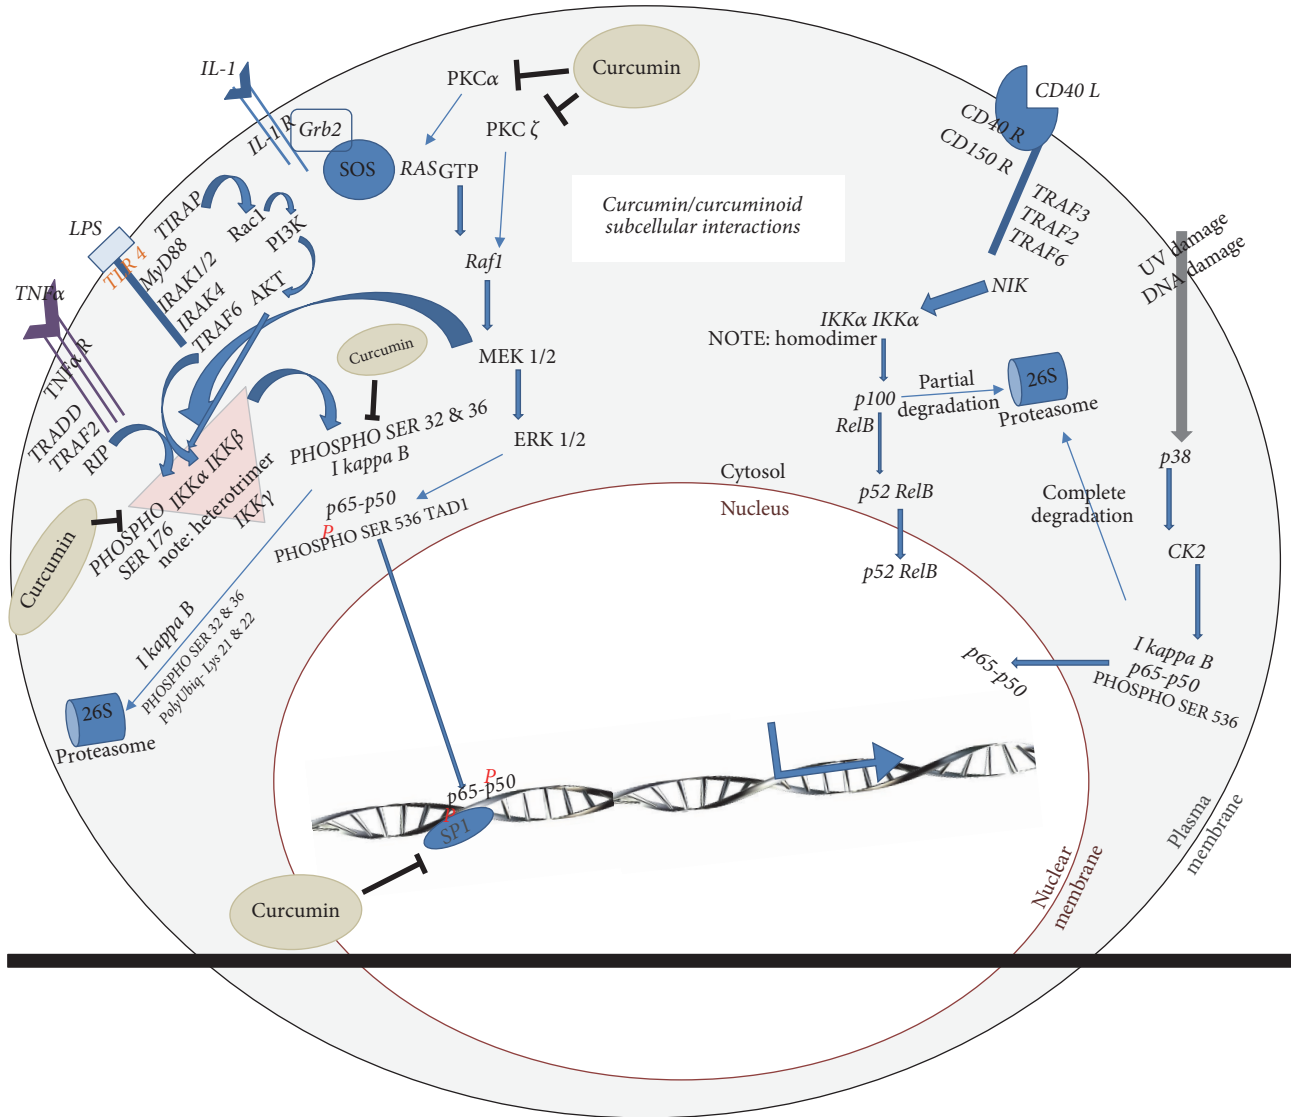 Curcumin
PKCα
PKC ζ
IL-1
IL-1 R
Grb2
SOS
RAS GTP
Raf1
MEK 1/2
ERK 1/2
Curcumin/curcuminoid
subcellular interactions
CD40 L
CD40 R
CD150 R
TRAF3
TRAF2
TRAF6
NIK
IKKα IKKα
NOTE: homodimer
p100
RelB
Partial
degradation
26S
Proteasome
p52 RelB
p52 RelB
UV damage
DNA damage
p38
CK2
Complete
degradation
I kappa B
p65-p50
PHOSPHO SER 536
p65-p50
LPS
TLR 4
TIRAP
MyD88
IRAK1/2
IRAK4
TRAF6
Rac1
PI3K
AKT
TNFα
TNFα R
TRADD
TRAF2
RIP
Curcumin
PHOSPHO SER 32 & 36
I kappa B
p65-p50
P
PHOSPHO SER 536 TAD1
IKKα IKKβ
PHOSPHO
SER 176
note: heterotrimer
IKKγ
Curcumin
I kappa B
PHOSPHO SER 32 & 36
PolyUbiq- Lys 21 & 22
26S
Proteasome
Cytosol
Nucleus
P
p65-p50
P
SP1
Curcumin
Nuclear
membrane
Plasma
membrane